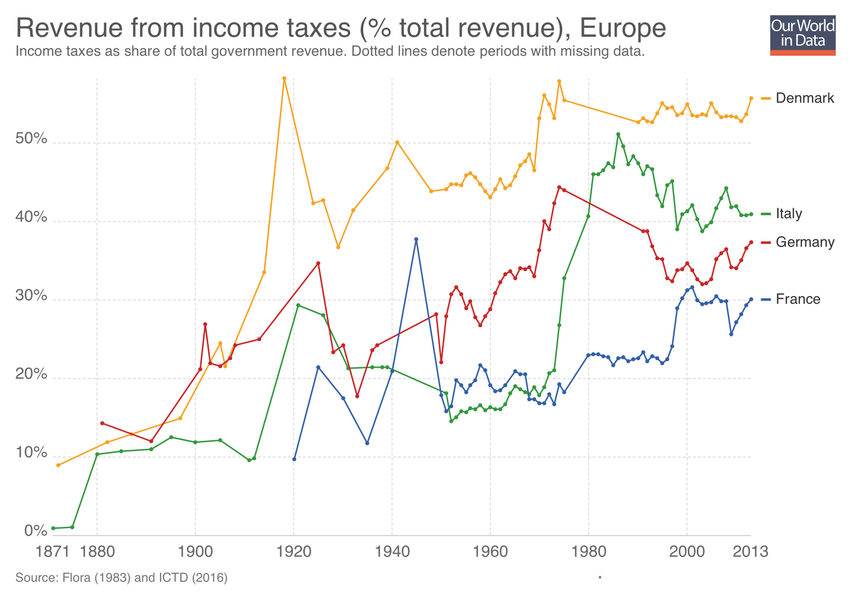 Revenue from income taxes (% total revenue), Europe
Income taxes as share of total government revenue. Dotted lines denote periods with missing data.
Our World
in Data
Denmark
50%
40%
Italy
Germany
30%
France
20%
10%
0%
1871 1880 1900 1920 1940 1960 1980 2000 2013
Source: Flora (1983) and ICTD (2016)